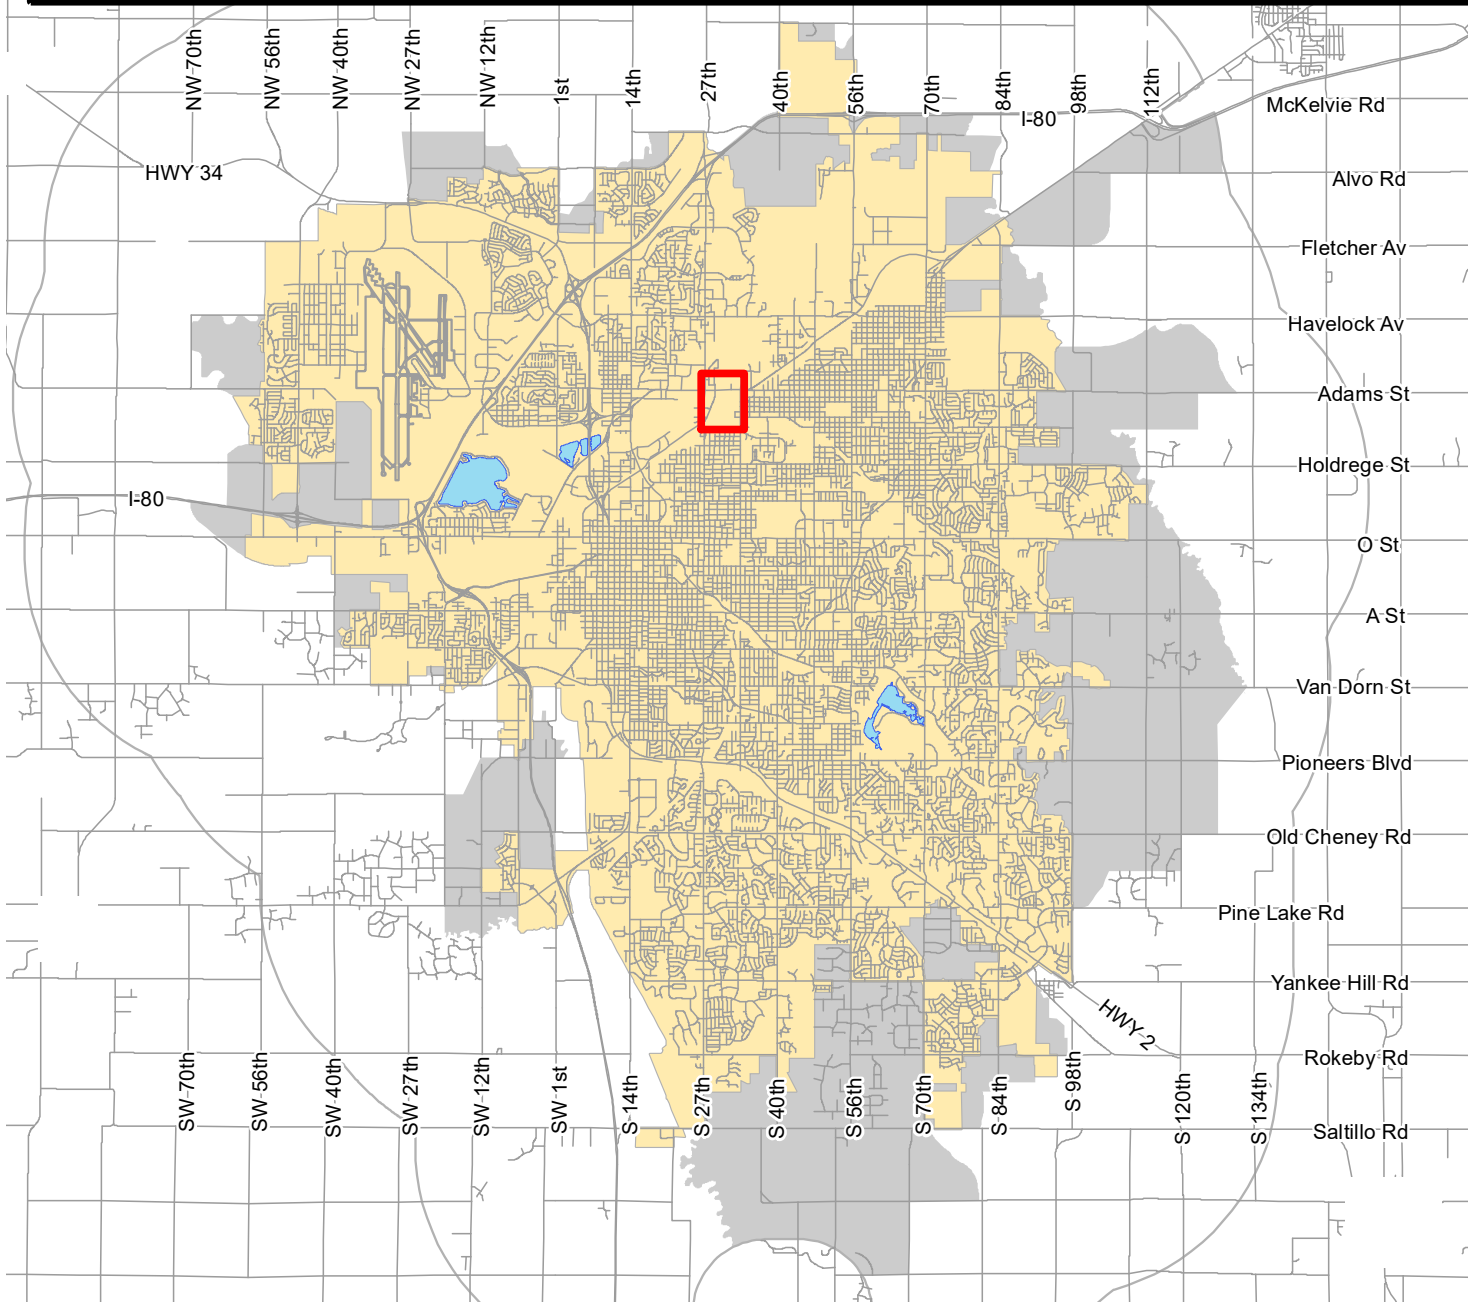 NW 70th
NW 56th
NW 40th
NW 27th
NW 12th
1st
14th
27th
40th
56th
70th
84th
98th
112th
I-80
McKelvie Rd
HWY 34
Alvo Rd
Fletcher Av
Havelock Av
Adams St
Holdrege St
I-80
O St
A St
Van Dorn St
Pioneers Blvd
Old Cheney Rd
Pine Lake Rd
Yankee Hill Rd
HWY 2
Rokeby Rd
SW 70th
SW 56th
SW 40th
SW 27th
SW 12th
SW 1st
S 14th
S 27th
S 40th
S 56th
S 70th
S 84th
S 98th
S 120th
S 134th
Saltillo Rd